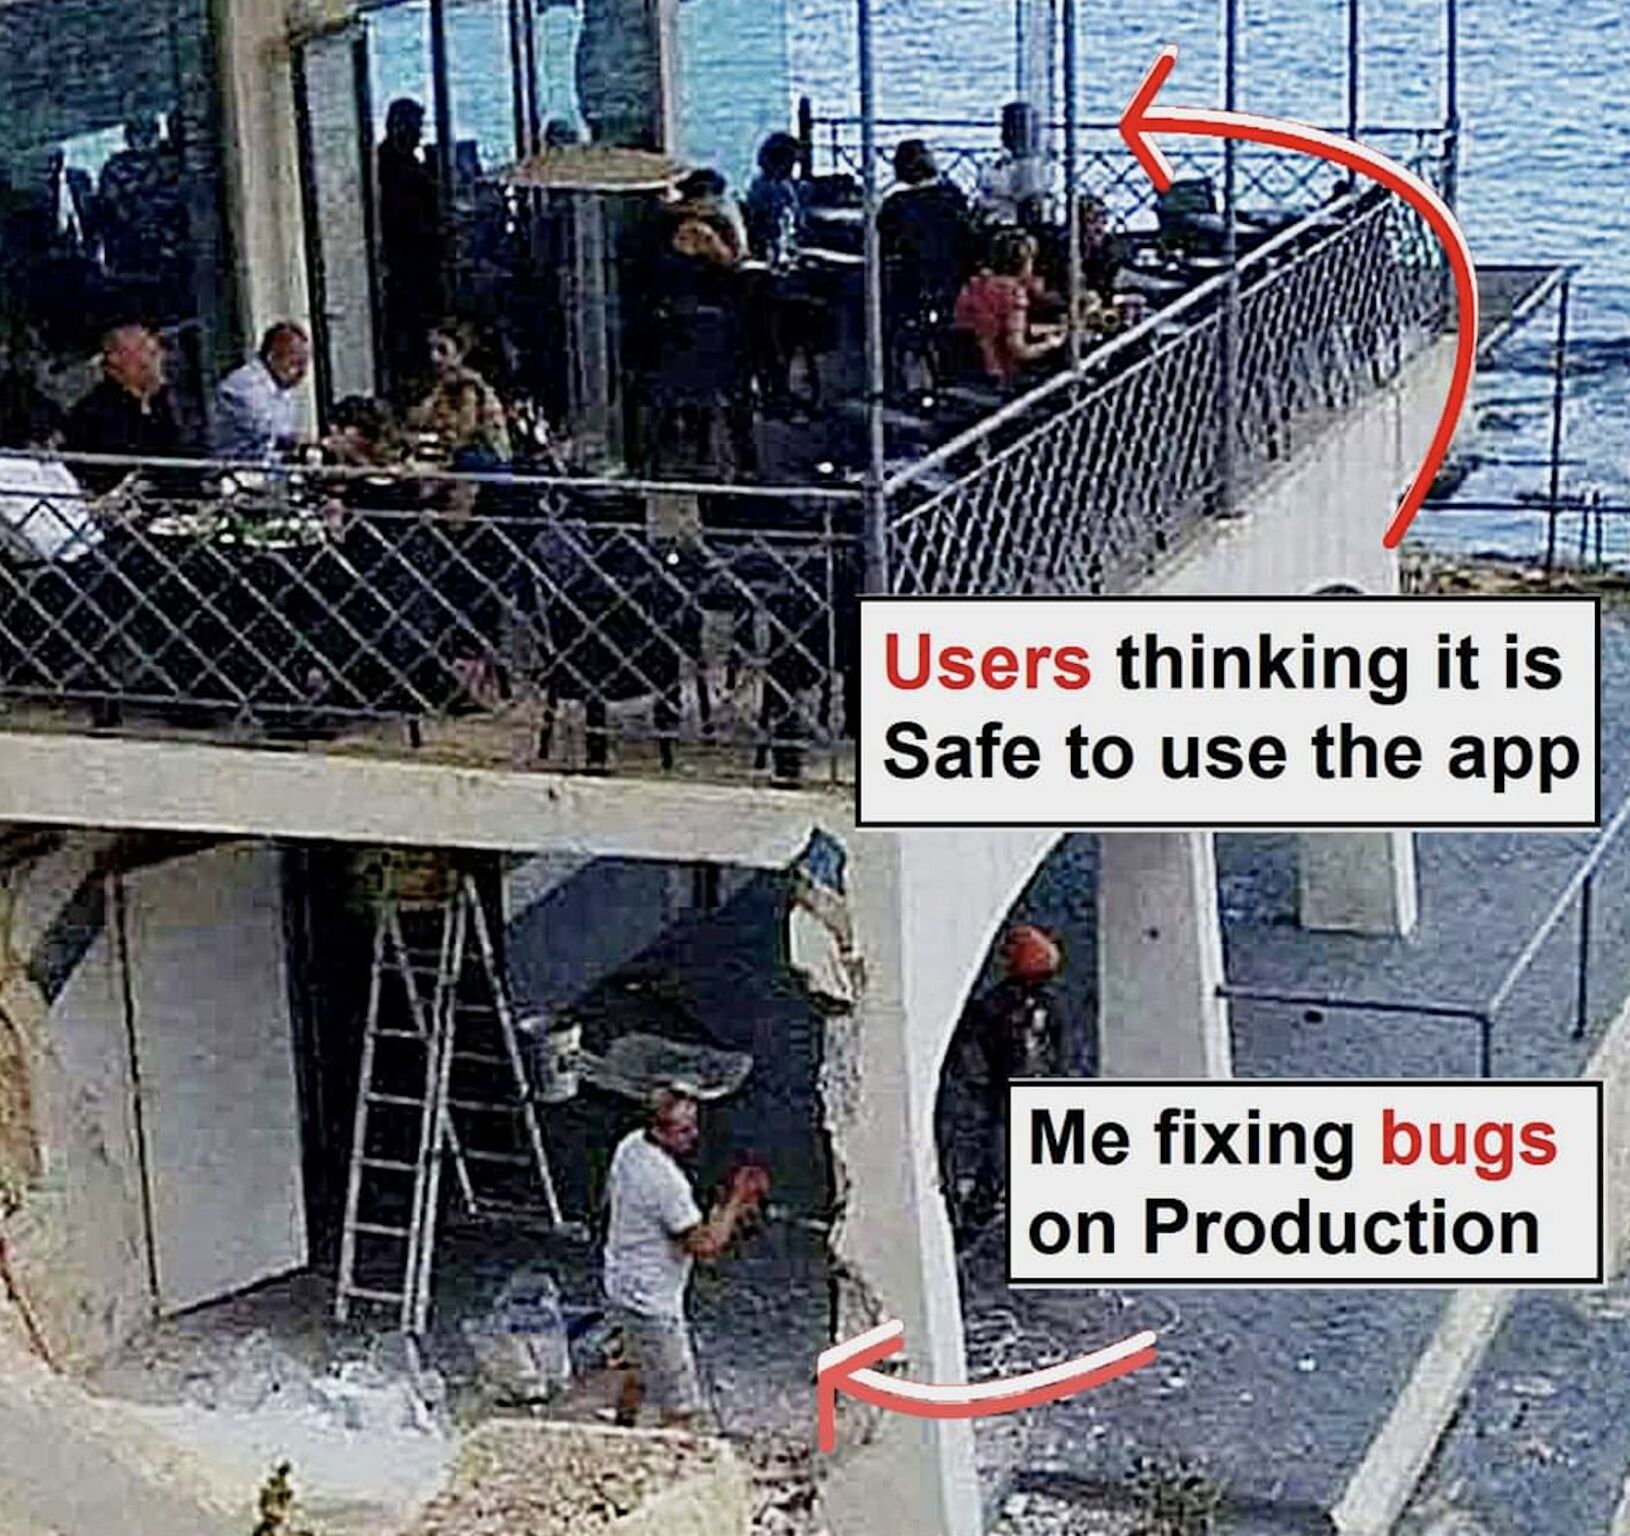 Users thinking it is
Safe to use the app
Me fixing bugs
on Production